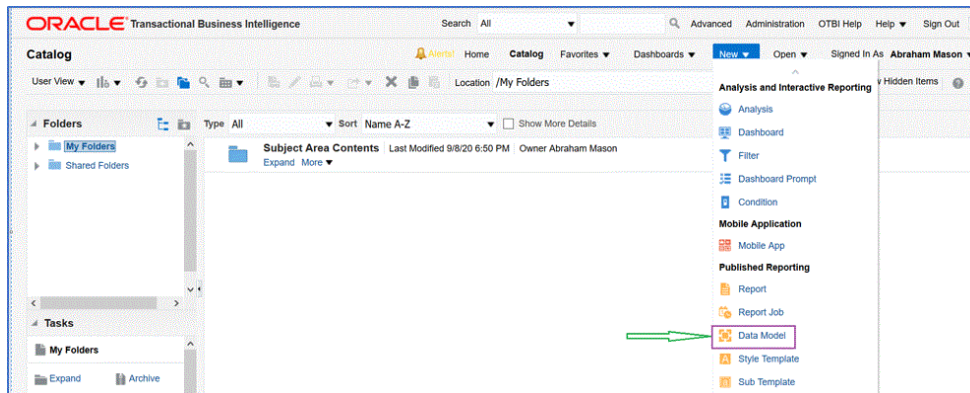 ORACLE Transactional Business Intelligence Search All Advanced Administration OTBI Help Help Sign Out
Catalog Alerts! Home Catalog Favorites Dashboards New Open Signed In As Abraham Mason
User View Location /My Folders Hidden Items
Folders Type All Sort Name A-Z Show More Details
My Folders
Shared Folders
Subject Area Contents Last Modified 9/8/20 6:50 PM Owner Abraham Mason
Expand More
Analysis and Interactive Reporting
Analysis
Dashboard
Filter
Dashboard Prompt
Condition
Mobile Application
Mobile App
Published Reporting
Report
Report Job
Data Model
Style Template
Sub Template
Tasks
My Folders
Expand Archive